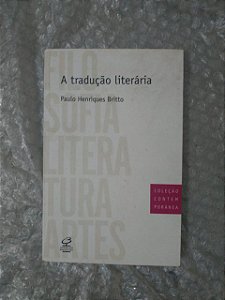 FILO
SOFIA
LITERA
TURA
ARTES
A tradução literária
Paulo Henriques Britto
COLEÇÃO
CONTEM
PORÂNEA